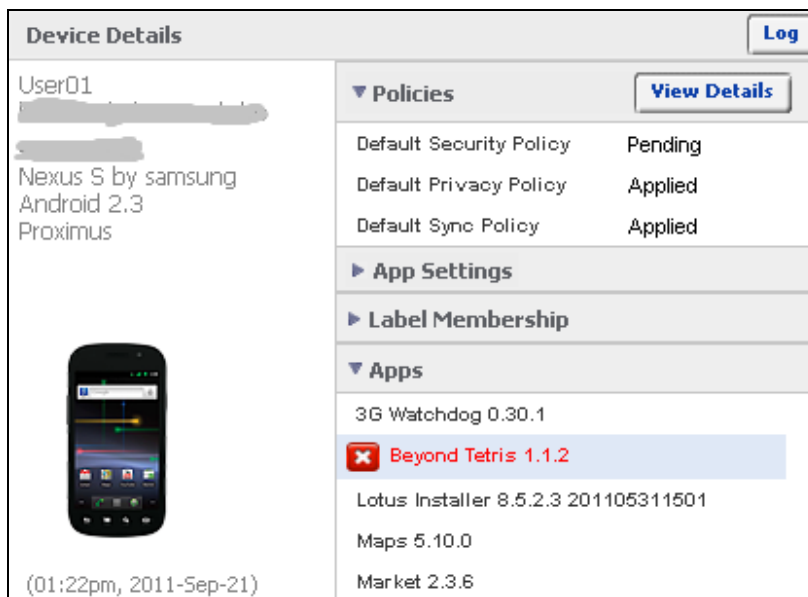 Device Details
Log
User01
Nexus S by samsung
Android 2.3
Proximus
(01:22pm, 2011-Sep-21)
Policies
View Details
Default Security Policy Pending
Default Privacy Policy Applied
Default Sync Policy Applied
App Settings
Label Membership
Apps
3G Watchdog 0.30.1
Beyond Tetris 1.1.2
Lotus Installer 8.5.2.3 201105311501
Maps 5.10.0
Market 2.3.6